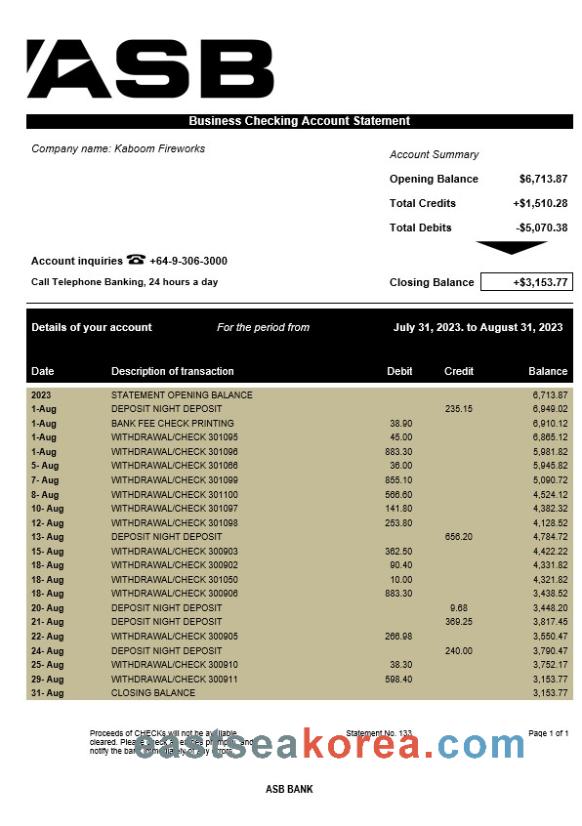 ASB
Business Checking Account Statement
Company name: Kaboom Fireworks
Account Summary
Opening Balance $6,713.87
Total Credits +$1,510.28
Total Debits -$5,070.38
Account inquiries ☎ +64-9-306-3000
Call Telephone Banking, 24 hours a day
Closing Balance +$3,153.77
Details of your account For the period from July 31, 2023. to August 31, 2023
Date Description of transaction Debit Credit Balance
2023 STATEMENT OPENING BALANCE 6,713.87
1-Aug DEPOSIT NIGHT DEPOSIT 235.15 6,949.02
1-Aug BANK FEE CHECK PRINTING 38.90 6,910.12
1-Aug WITHDRAWAL/CHECK 301095 45.00 6,865.12
1-Aug WITHDRAWAL/CHECK 301096 883.30 5,981.82
5- Aug WITHDRAWAL/CHECK 301066 36.00 5,945.82
7- Aug WITHDRAWAL/CHECK 301099 855.10 5,090.72
8- Aug WITHDRAWAL/CHECK 301100 566.60 4,524.12
10- Aug WITHDRAWAL/CHECK 301097 141.80 4,382.32
12- Aug WITHDRAWAL/CHECK 301098 253.80 4,128.52
13- Aug DEPOSIT NIGHT DEPOSIT 656.20 4,784.72
15- Aug WITHDRAWAL/CHECK 300903 362.50 4,422.22
18- Aug WITHDRAWAL/CHECK 300902 90.40 4,331.82
18- Aug WITHDRAWAL/CHECK 301050 10.00 4,321.82
18- Aug WITHDRAWAL/CHECK 300906 883.30 3,438.52
20- Aug DEPOSIT NIGHT DEPOSIT 9.68 3,448.20
21- Aug DEPOSIT NIGHT DEPOSIT 369.25 3,817.45
22- Aug WITHDRAWAL/CHECK 300905 266.98 3,550.47
24- Aug DEPOSIT NIGHT DEPOSIT 240.00 3,790.47
25- Aug WITHDRAWAL/CHECK 300910 38.30 3,752.17
29- Aug WITHDRAWAL/CHECK 300911 598.40 3,153.77
31- Aug CLOSING BALANCE 3,153.77
Proceeds of CHECKs will not be available Statement No. 133 Page 1 of 1
cleared. Please check all entries and
notify the bank immediately of any errors.
eastseakorea.com
ASB BANK